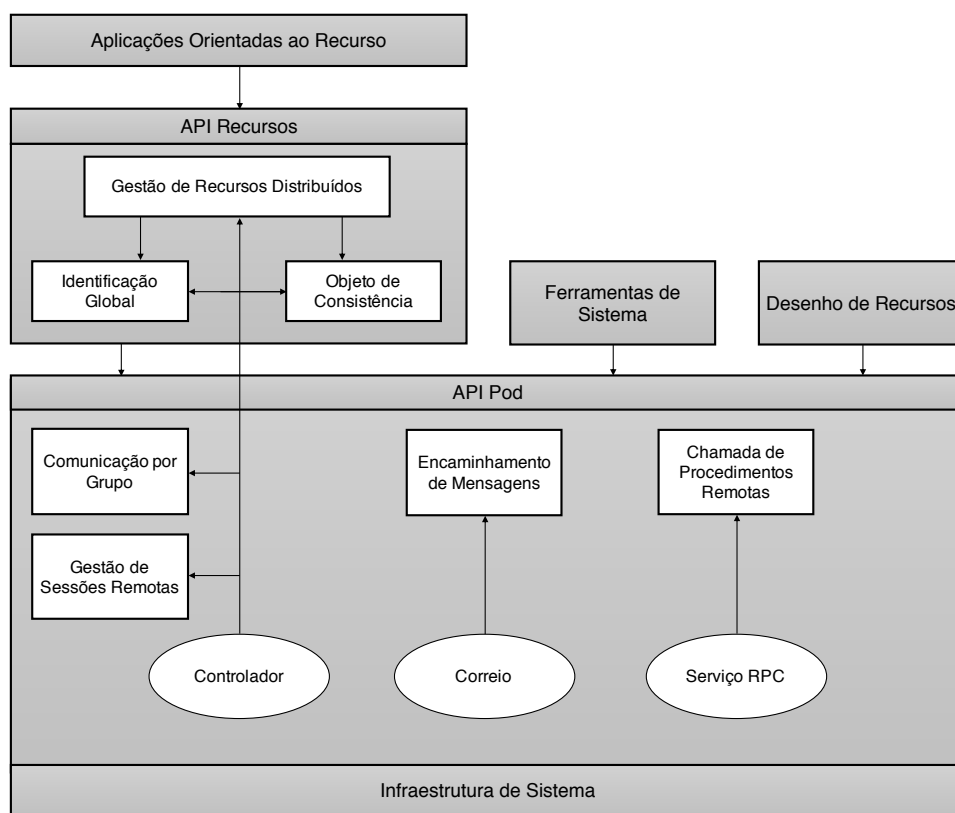 Aplicações Orientadas ao Recurso
API Recursos
Gestão de Recursos Distribuídos
Identificação
Global
Objeto de
Consistência
Ferramentas de
Sistema
Desenho de Recursos
API Pod
Comunicação por
Grupo
Encaminhamento
de Mensagens
Chamada de
Procedimentos
Remotas
Gestão de
Sessões Remotas
Controlador
Correio
Serviço RPC
Infraestrutura de Sistema